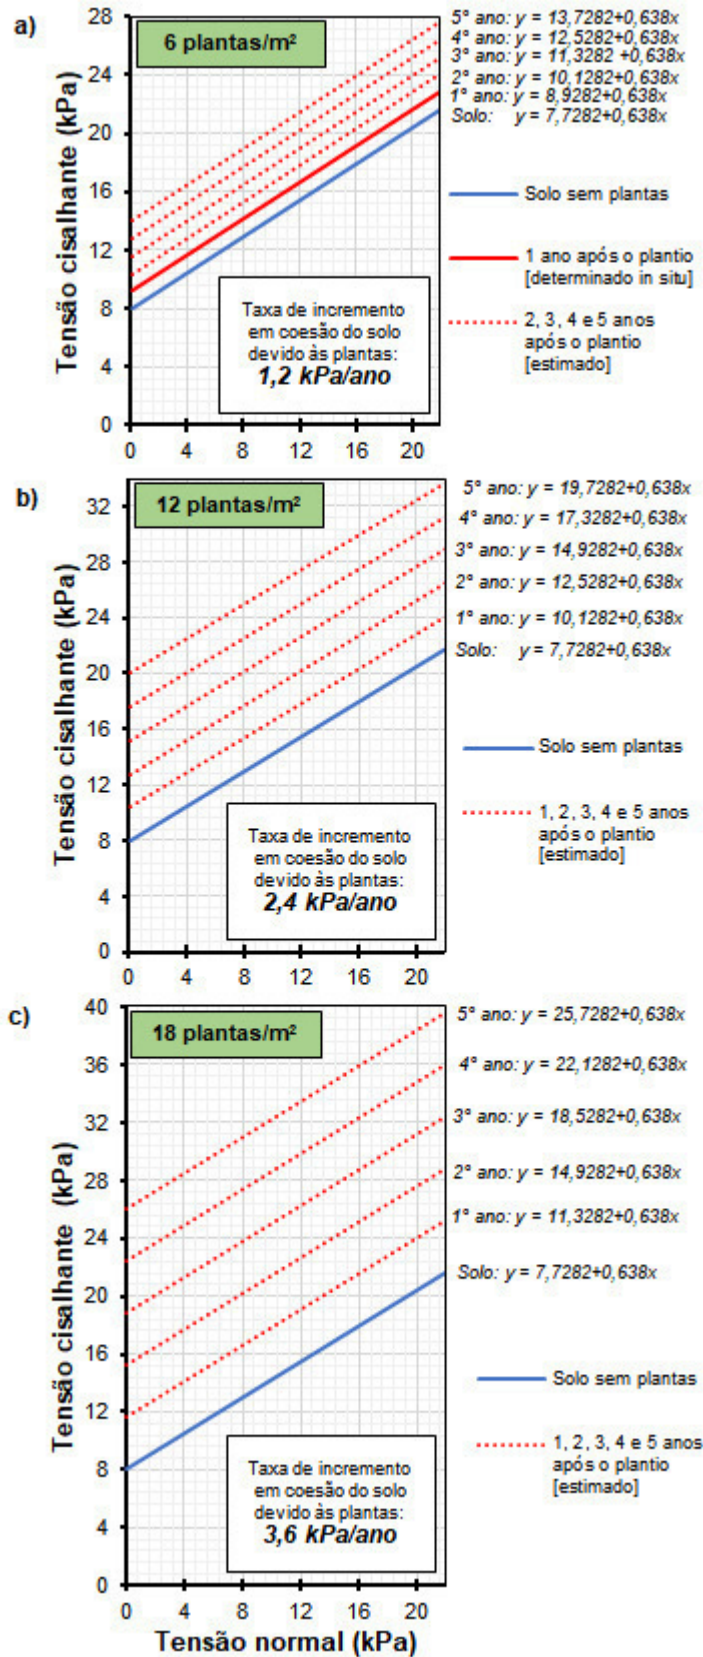 a)
6 plantas/m²
28
24
20
16
12
8
4
0
0 4 8 12 16 20
Tensão cisalhante (kPa)
5° ano: y = 13,7282+0,638x
4° ano: y = 12,5282+0,638x
3° ano: y = 11,3282 +0,638x
2° ano: y = 10,1282+0,638x
1° ano: y = 8,9282+0,638x
Solo: y = 7,7282+0,638x
Solo sem plantas
1 ano após o plantio
[determinado in situ]
2, 3, 4 e 5 anos
após o plantio
[estimado]
Taxa de incremento
em coesão do solo
devido às plantas:
1,2 kPa/ano
b)
12 plantas/m²
32
28
24
20
16
12
8
4
0
0 4 8 12 16 20
Tensão cisalhante (kPa)
5° ano: y = 19,7282+0,638x
4° ano: y = 17,3282+0,638x
3° ano: y = 14,9282+0,638x
2° ano: y = 12,5282+0,638x
1° ano: y = 10,1282+0,638x
Solo: y = 7,7282+0,638x
Solo sem plantas
1, 2, 3, 4 e 5 anos
após o plantio
[estimado]
Taxa de incremento
em coesão do solo
devido às plantas:
2,4 kPa/ano
c)
18 plantas/m²
40
36
32
28
24
20
16
12
8
4
0
0 4 8 12 16 20
Tensão cisalhante (kPa)
5° ano: y = 25,7282+0,638x
4° ano: y = 22,1282+0,638x
3° ano: y = 18,5282+0,638x
2° ano: y = 14,9282+0,638x
1° ano: y = 11,3282+0,638x
Solo: y = 7,7282+0,638x
Solo sem plantas
1, 2, 3, 4 e 5 anos
após o plantio
[estimado]
Taxa de incremento
em coesão do solo
devido às plantas:
3,6 kPa/ano
Tensão normal (kPa)